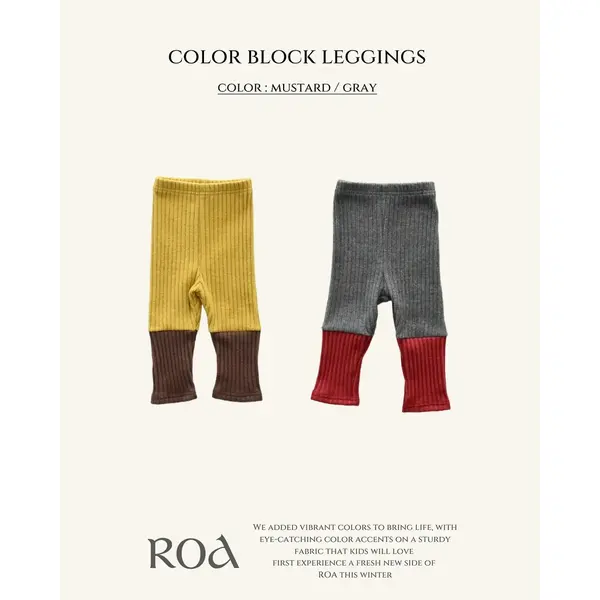 COLOR BLOCK LEGGINGS
COLOR : MUSTARD / GRAY
ROA
WE ADDED VIBRANT COLORS TO BRING LIFE, WITH
EYE-CATCHING COLOR ACCENTS ON A STURDY
FABRIC THAT KIDS WILL LOVE
FIRST EXPERIENCE A FRESH NEW SIDE OF
ROA THIS WINTER